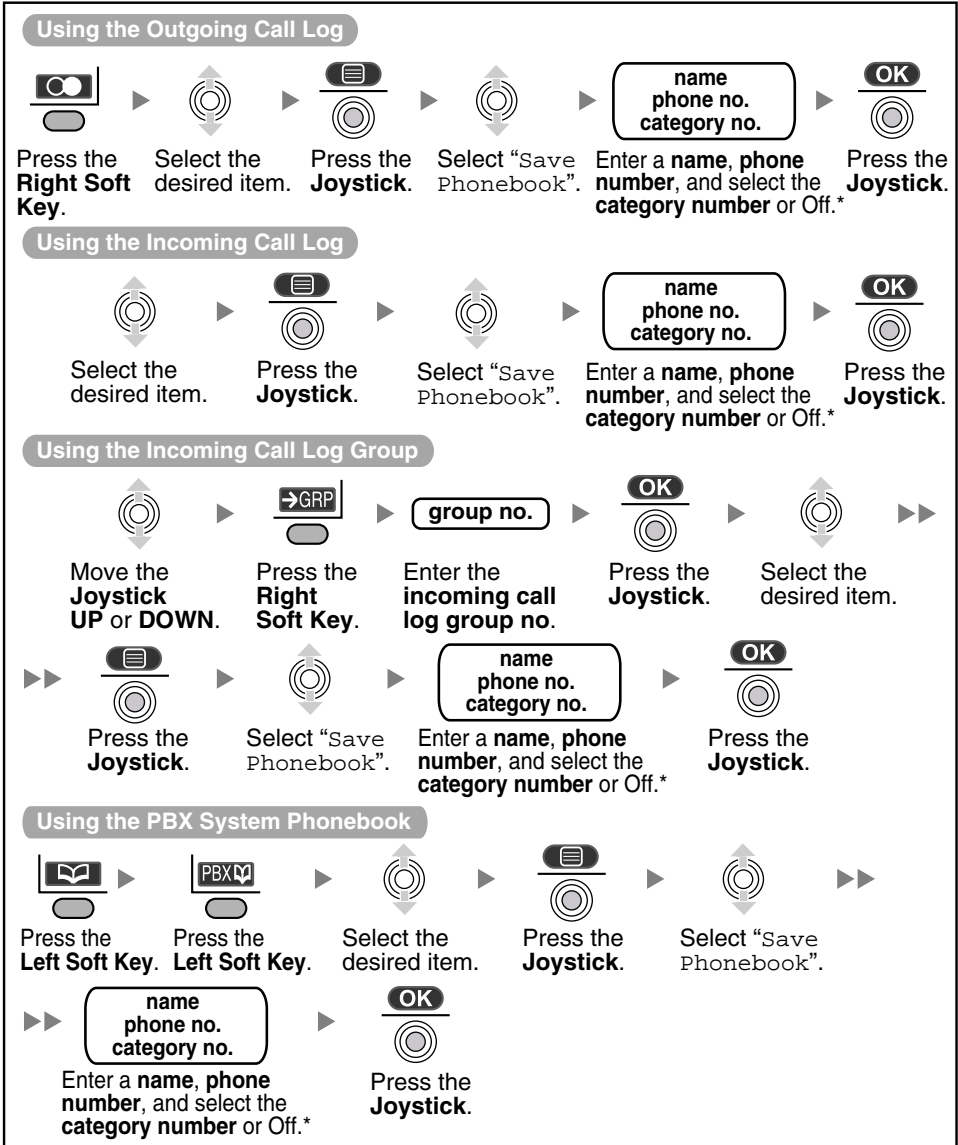 Using the Outgoing Call Log
OK
name
phone no.
category no.
Press the
Right Soft
Key.
Select the
desired item.
Press the
Joystick.
Select “Save
Phonebook”.
Enter a name, phone
number, and select the
category number or Off.*
Press the
Joystick.
Using the Incoming Call Log
name
phone no.
category no.
OK
Select the
desired item.
Press the
Joystick.
Select “Save
Phonebook”.
Enter a name, phone
number, and select the
category number or Off.*
Press the
Joystick.
Using the Incoming Call Log Group
→GRP
group no.
OK
Move the
Joystick
UP or DOWN.
Press the
Right
Soft Key.
Enter the
incoming call
log group no.
Press the
Joystick.
Select the
desired item.
name
phone no.
category no.
OK
Press the
Joystick.
Select “Save
Phonebook”.
Enter a name, phone
number, and select the
category number or Off.*
Press the
Joystick.
Using the PBX System Phonebook
PBX
Press the
Left Soft Key.
Press the
Left Soft Key.
Select the
desired item.
Press the
Joystick.
Select “Save
Phonebook”.
name
phone no.
category no.
OK
Enter a name, phone
number, and select the
category number or Off.*
Press the
Joystick.